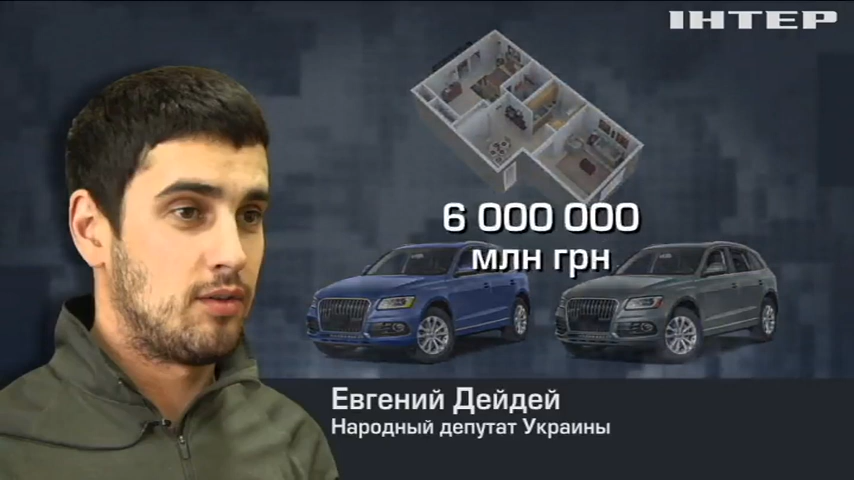 ІНТЕР
6 000 000
млн грн
Евгений Дейдей
Народный депутат Украины